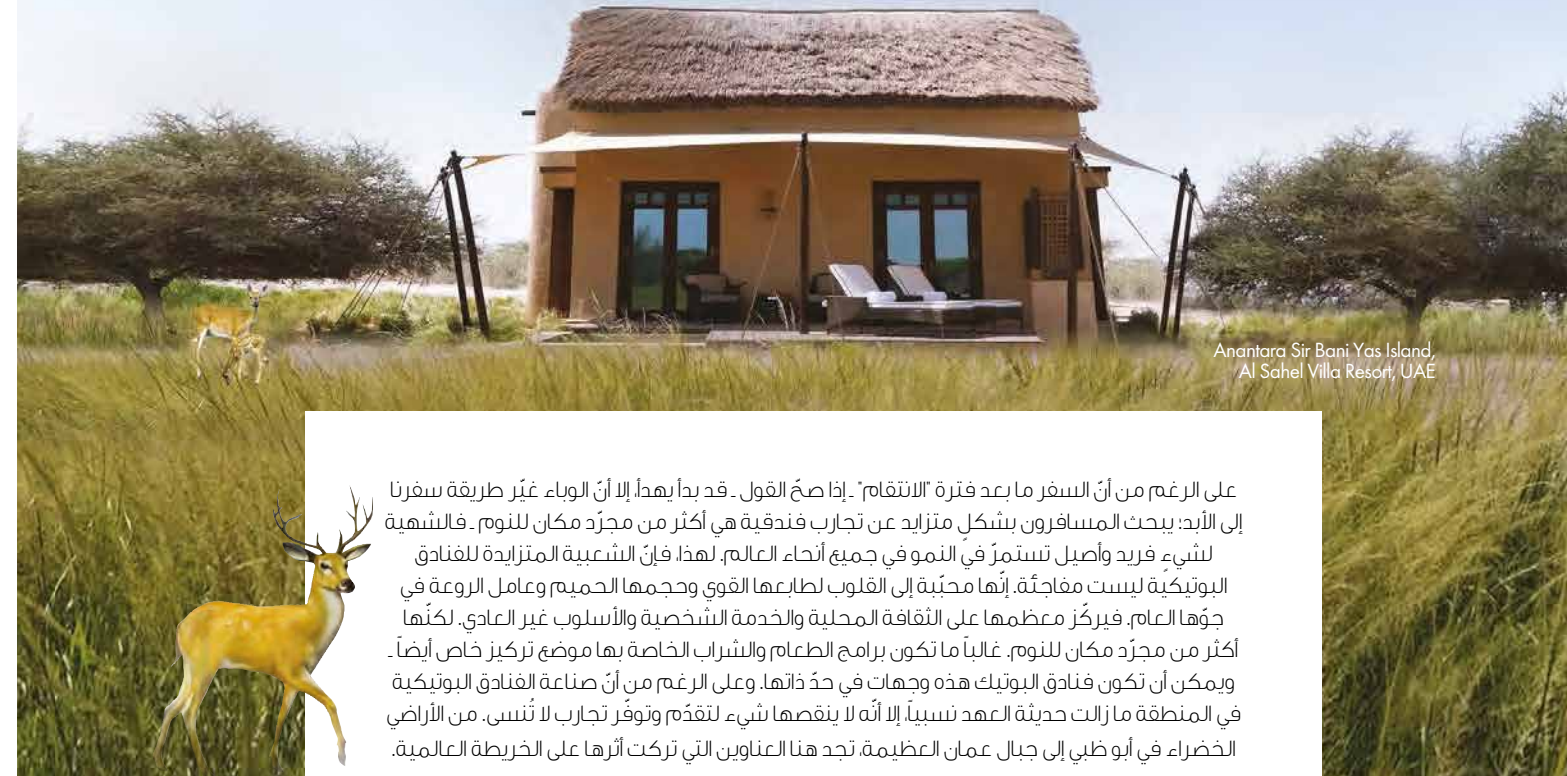 Anantara Sir Bani Yas Island,
Al Sahel Villa Resort, UAE
على الرغم من أنّ السفر ما بعد فترة "الانتقام" ـ إذا صحّ القول ـ قد بدأ يهدأ، إلا أنّ الوباء غيّر طريقة سفرنا
إلى الأبد؛ يبحث المسافرون بشكلٍ متزايد عن تجارب فندقية هي أكثر من مجرّد مكان للنوم ـ فالشهية
لشيء فريد وأصيل تستمرّ في النمو في جميع أنحاء العالم. لهذا، فإنّ الشعبية المتزايدة للفنادق
البوتيكيّة ليست مفاجئة. إنّها محبّبة إلى القلوب لطابعها القوي وحجمها الحميم وعامل الروعة في
جوّها العام. فيركّز معظمها على الثقافة المحلية والخدمة الشخصية والأسلوب غير العادي. لكنّها
أكثر من مجرّد مكان للنوم. غالباً ما تكون برامج الطعام والشراب الخاصة بها موضع تركيز خاص أيضاً ـ
ويمكن أن تكون فنادق البوتيك هذه وجهات في حدّ ذاتها. وعلى الرغم من أنّ صناعة الفنادق البوتيكية
في المنطقة ما زالت حديثة العهد نسبياً، إلا أنّه لا ينقصها شيء لتقدّم وتوفّر تجارب لا تُنسى. من الأراضي
الخضراء في أبو ظبي إلى جبال عمان العظيمة، تجد هنا العناوين التي تركت أثرها على الخريطة العالمية.